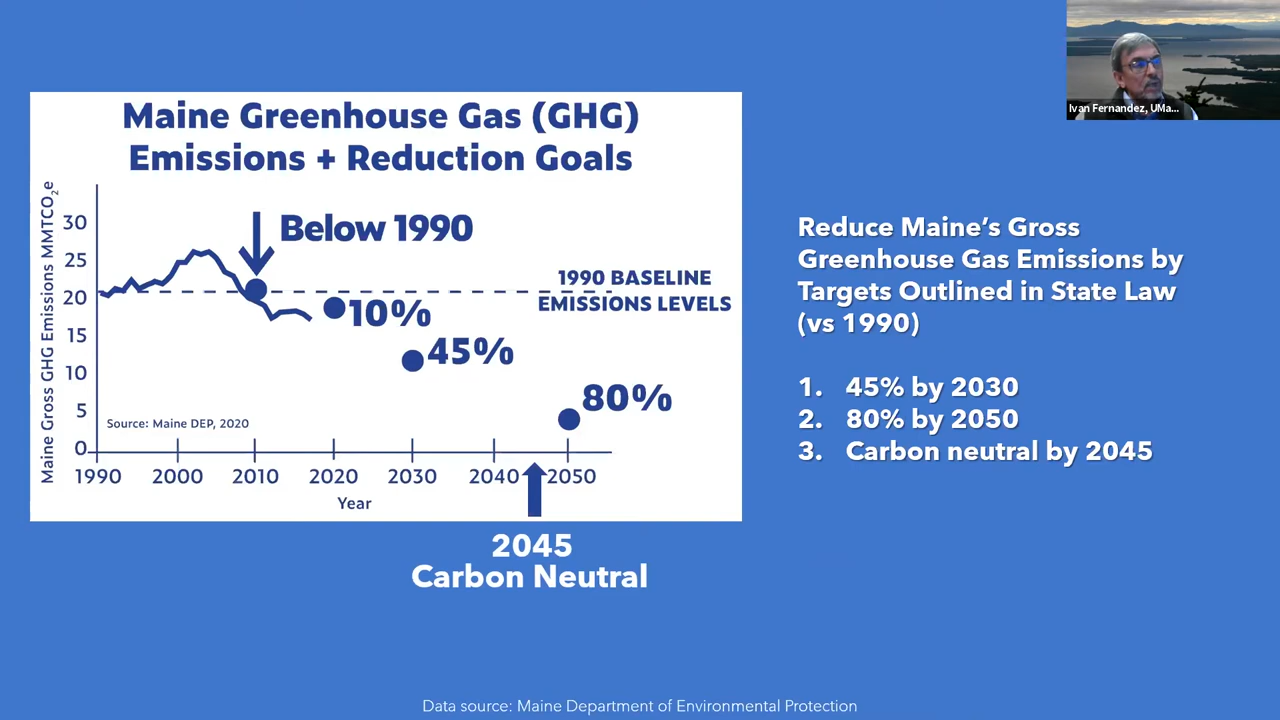 Ivan Fernandez, UMa...
Maine Greenhouse Gas (GHG)
Emissions + Reduction Goals
Maine Gross GHG Emissions MMTCO₂e
30
25
20
15
10
5
0
Below 1990
1990 BASELINE
EMISSIONS LEVELS
10%
45%
80%
Source: Maine DEP, 2020
1990 2000 2010 2020 2030 2040 2050
Year
2045
Carbon Neutral
Reduce Maine's Gross
Greenhouse Gas Emissions by
Targets Outlined in State Law
(vs 1990)
1. 45% by 2030
2. 80% by 2050
3. Carbon neutral by 2045
Data source: Maine Department of Environmental Protection